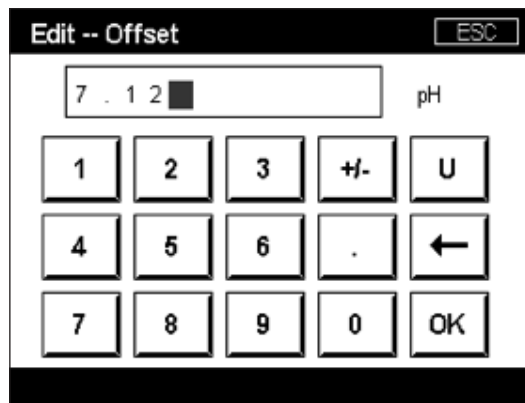 Edit -- Offset ESC
7 . 1 2 pH
1 2 3 +/- U
4 5 6 . ←
7 8 9 0 OK